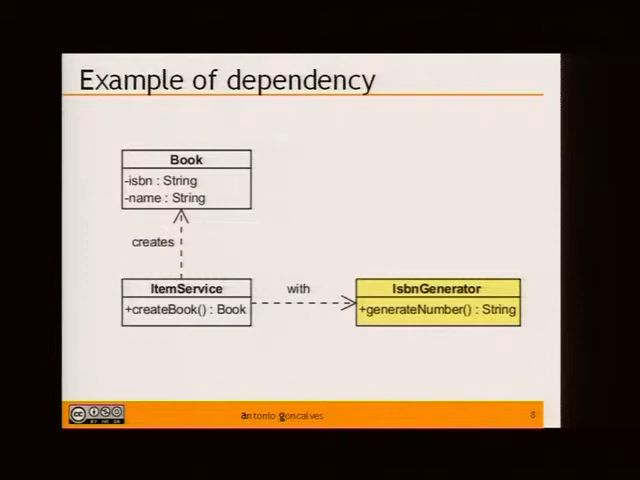 Example of dependency
Book
-isbn : String
-name : String
creates
ItemService
+createBook() : Book
with
IsbnGenerator
+generateNumber() : String
antonio goncalves
8